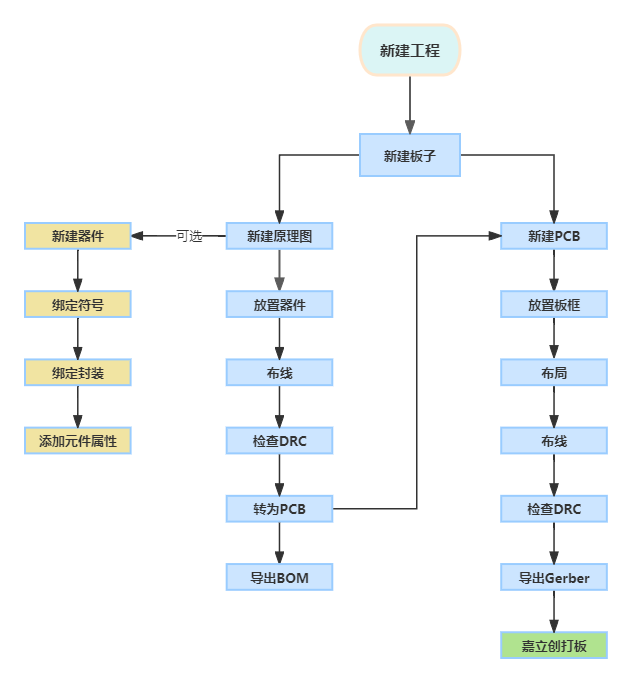 新建工程
新建板子
新建器件
可选
新建原理图
新建PCB
绑定符号
放置器件
放置板框
绑定封装
布线
布局
添加元件属性
检查DRC
布线
转为PCB
检查DRC
导出BOM
导出Gerber
嘉立创打板